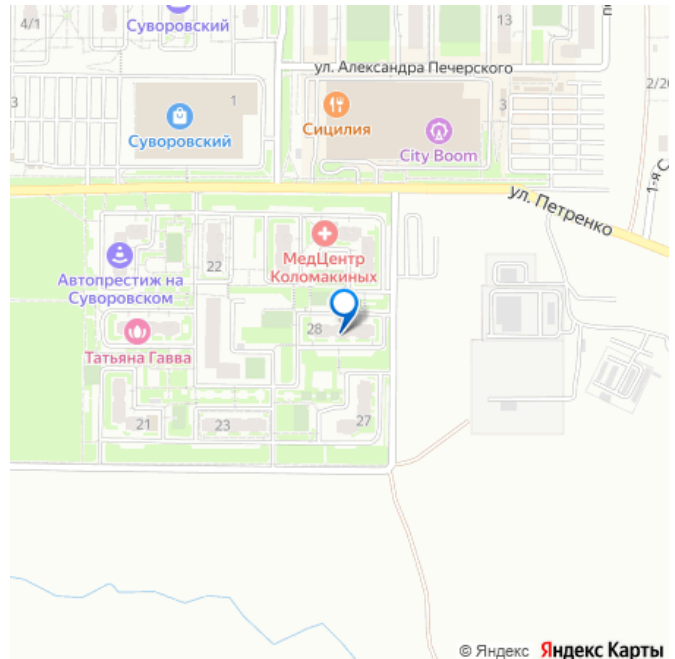 4/1
Суворовский
13
ул. Александра Печерского
2/20
3
1
Сицилия
3
Суворовский
City Boom
1-я С
ул. Петренко
МедЦентр
Коломакиных
22
Автопрестиж на
Суворовском
28
Татьяна Гавва
21
23
27
© Яндекс Яндекс Карты